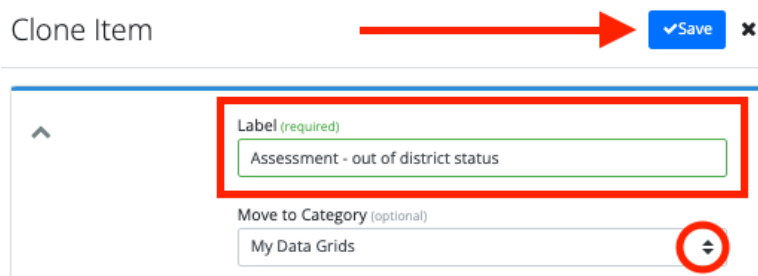 Clone Item
Save
Label (required)
Assessment - out of district status
Move to Category (optional)
My Data Grids